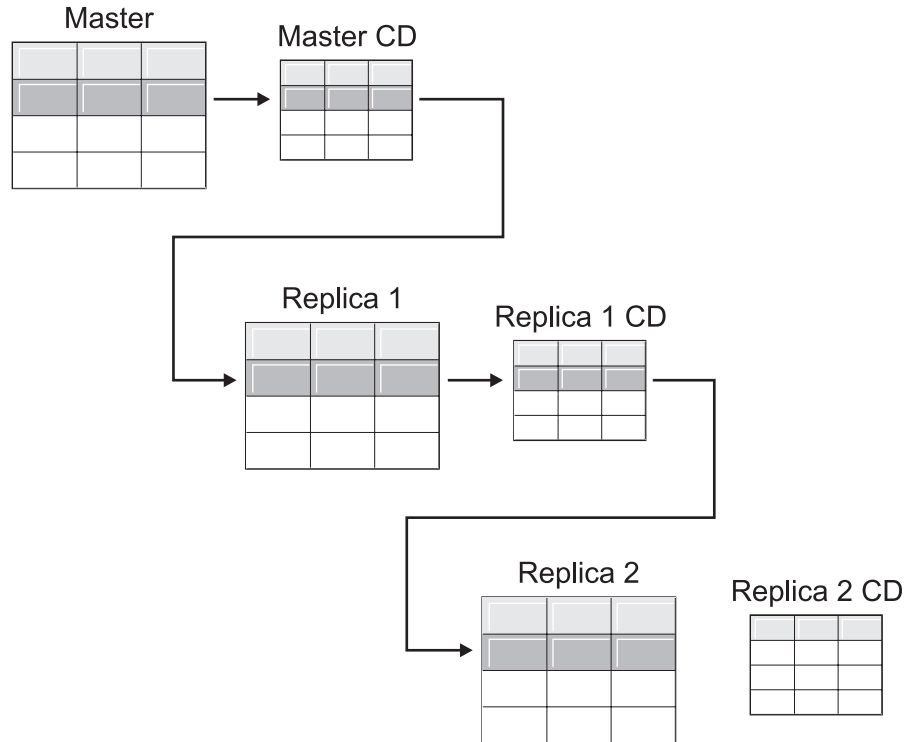 Master
Master CD
Replica 1
Replica 1 CD
Replica 2
Replica 2 CD